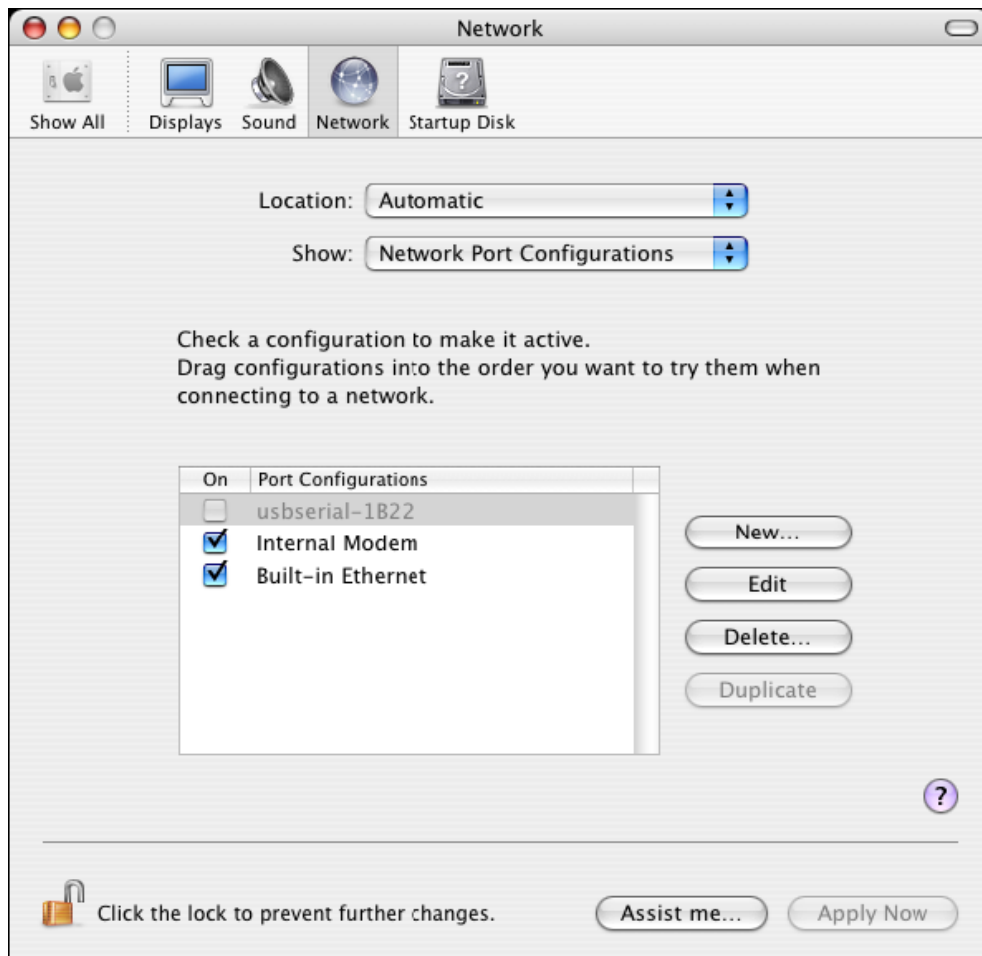 Network
Show All Displays Sound Network Startup Disk
Location: Automatic
Show: Network Port Configurations
Check a configuration to make it active.
Drag configurations into the order you want to try them when
connecting to a network.
On Port Configurations
usbserial-1B22
Internal Modem
Built-in Ethernet
New...
Edit
Delete...
Duplicate
?
Click the lock to prevent further changes.
Assist me...
Apply Now